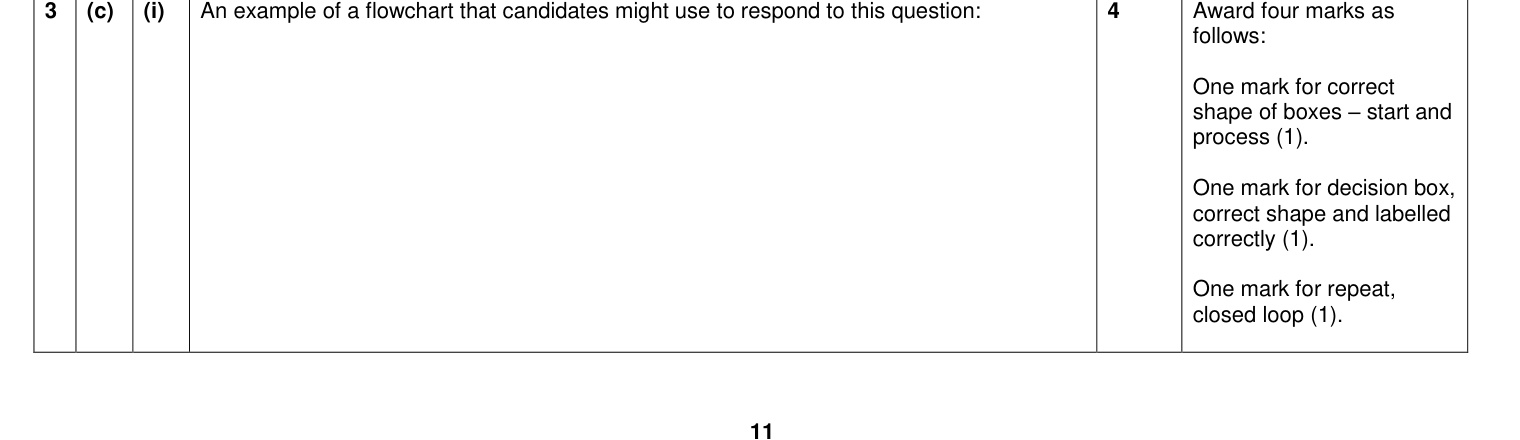 3 (c) (i) An example of a flowchart that candidates might use to respond to this question: 4 Award four marks as
follows:
One mark for correct
shape of boxes – start and
process (1).
One mark for decision box,
correct shape and labelled
correctly (1).
One mark for repeat,
closed loop (1).
11